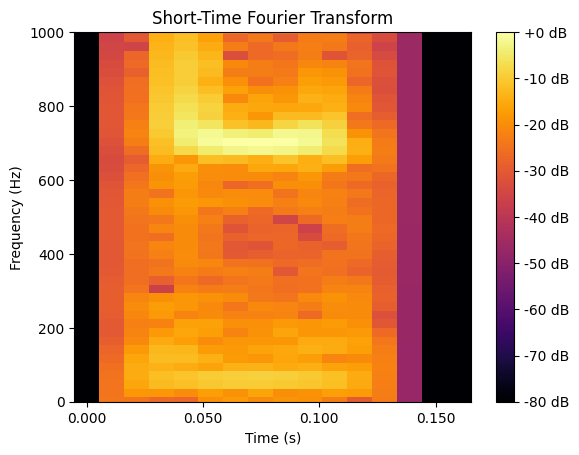 Short-Time Fourier Transform
1000
800
600
400
200
0
Frequency (Hz)
0.000
0.050
0.100
0.150
Time (s)
+0 dB
-10 dB
-20 dB
-30 dB
-40 dB
-50 dB
-60 dB
-70 dB
-80 dB